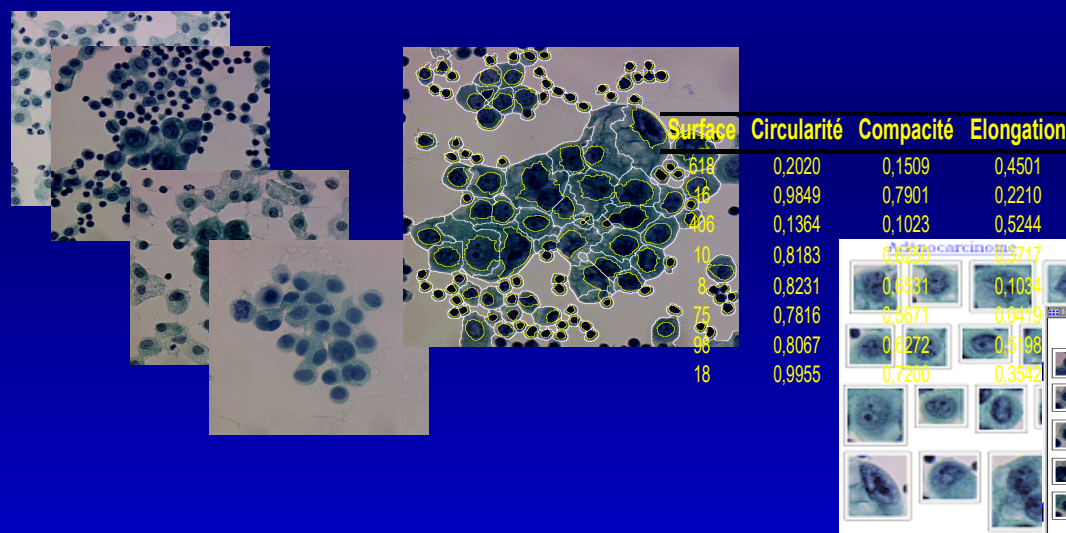 Surface Circularité Compacité Elongation
618 0,2020 0,1509 0,4501
16 0,9849 0,7901 0,2210
406 0,1364 0,1023 0,5244
Adénocarcinome
10 0,8183 0,6250 0,3717
8 0,8231 0,6531 0,1034
75 0,7816 0,5671 0,0419
98 0,8067 0,6272 0,5198
18 0,9955 0,7200 0,3542